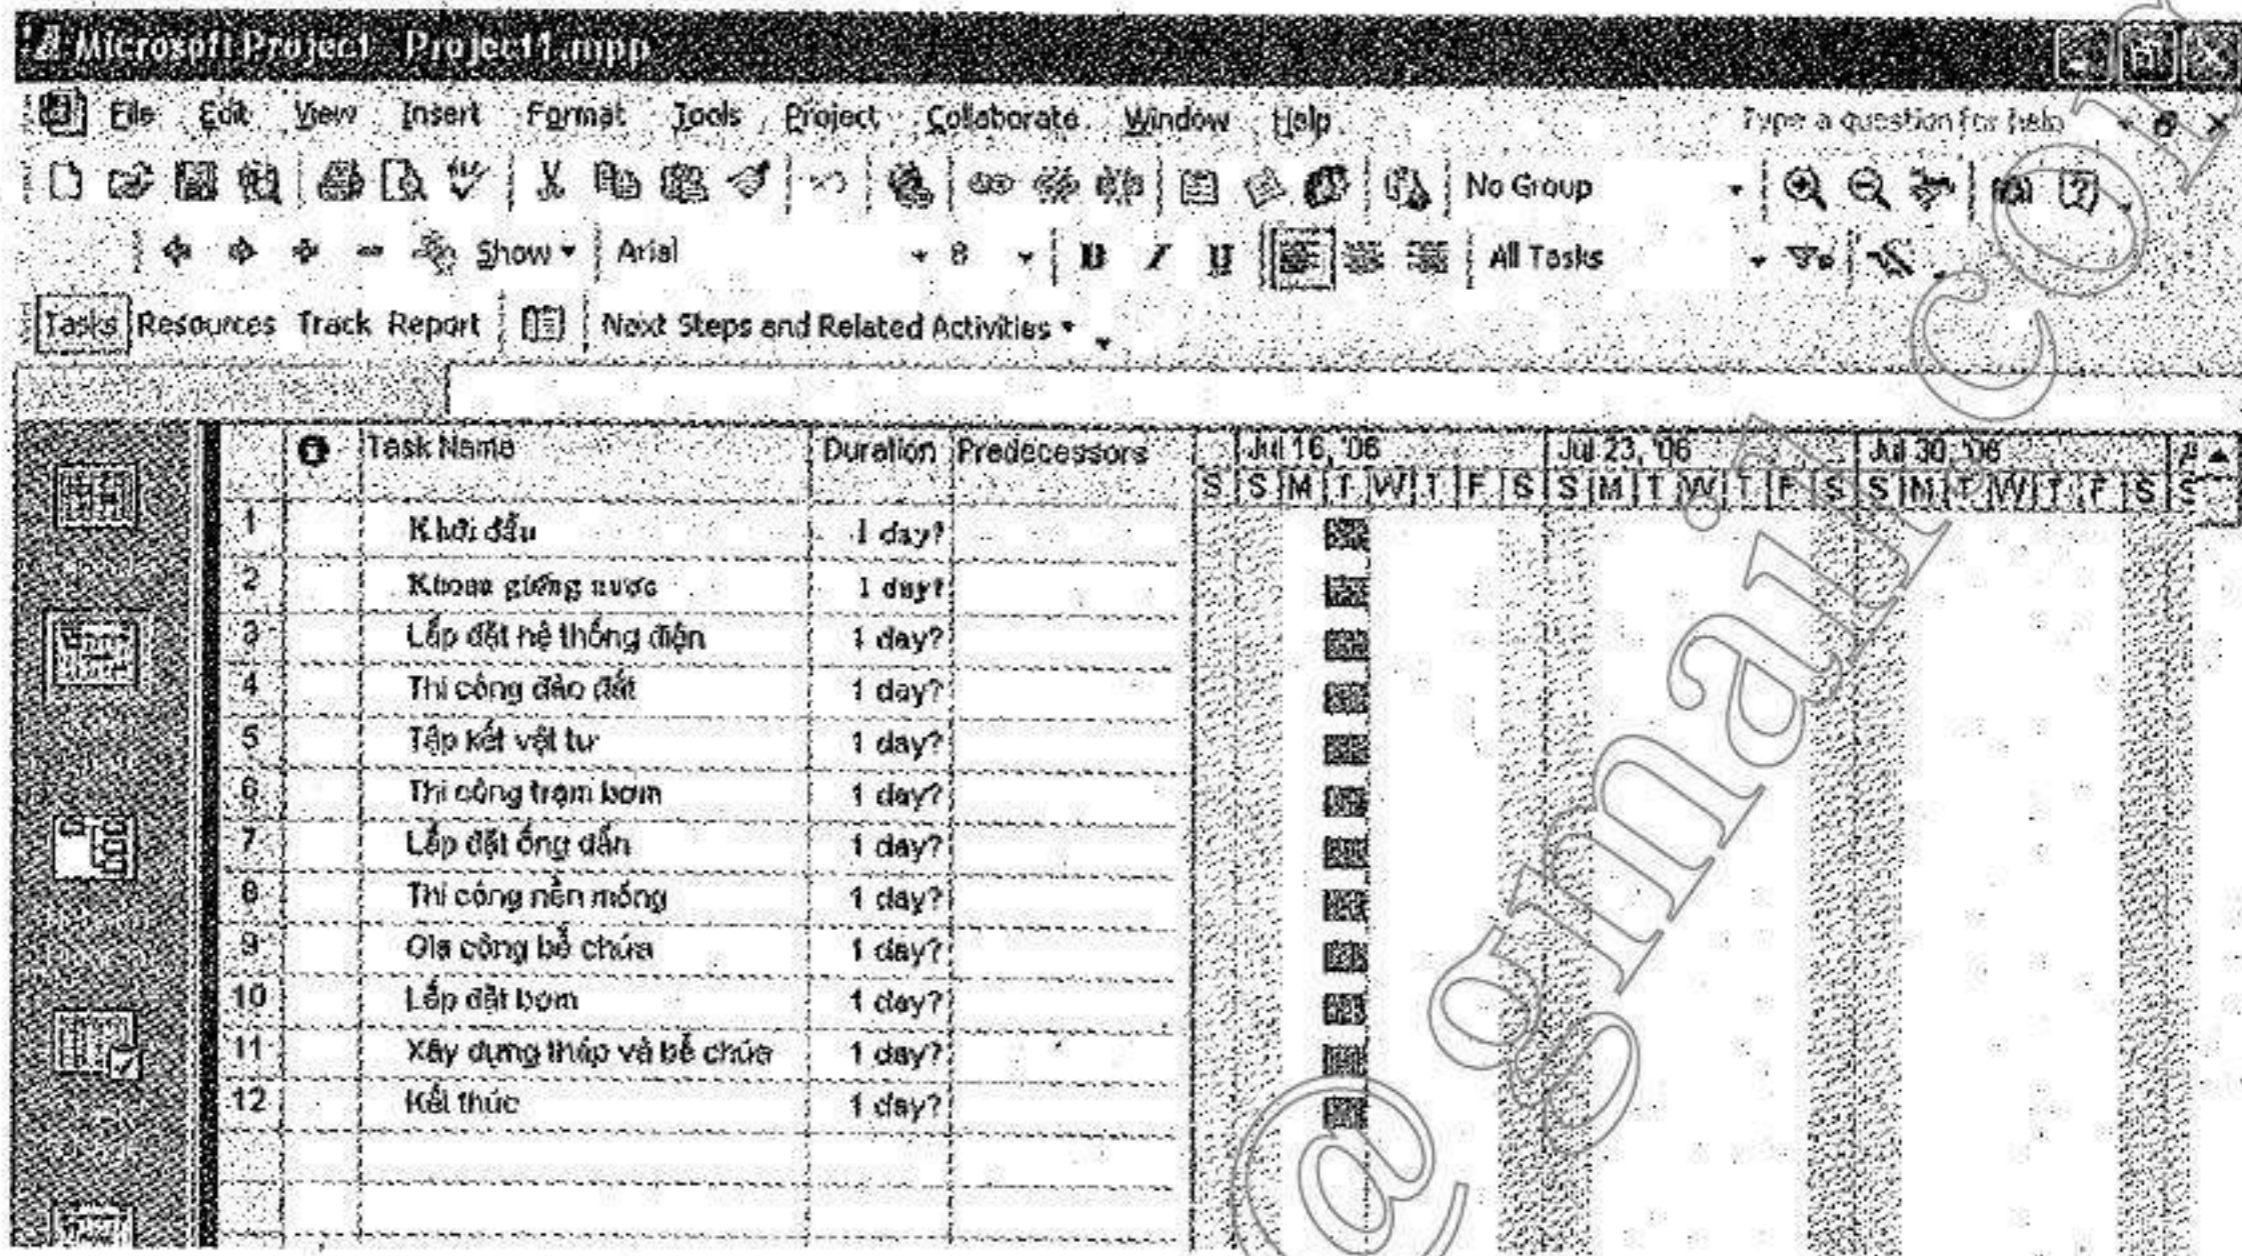 Microsoft Project - Project1.mpp
File Edit View Insert Format Tools Project Collaborate Window Help Type a question for help
No Group
Show Arial 8 B I U All Tasks
Tasks Resources Track Report Next Steps and Related Activities
Task Name Duration Predecessors Jul 16, '06 Jul 23, '06 Jul 30, '06
S S M T W T F S S M T W T F S S M T W T F S S
1 Khởi đầu 1 day?
2 Khoan giếng nước 1 day?
3 Lắp đặt hệ thống điện 1 day?
4 Thi công đào đất 1 day?
5 Tập kết vật tư 1 day?
6 Thi công trạm bơm 1 day?
7 Lắp đặt ống dẫn 1 day?
8 Thi công nền móng 1 day?
9 Gia công bể chứa 1 day?
10 Lắp đặt bơm 1 day?
11 Xây dựng tháp và bể chứa 1 day?
12 Kết thúc 1 day?
@gmail.com